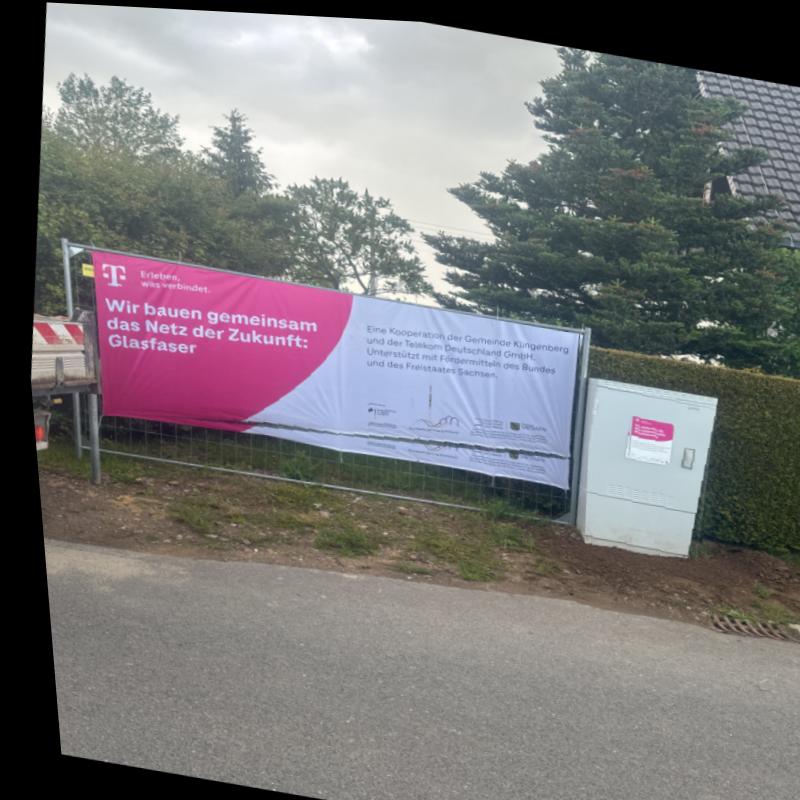 T
Erleben,
was verbindet.
Wir bauen gemeinsam
das Netz der Zukunft:
Glasfaser
Eine Kooperation der Gemeinde Klingenberg
und der Telekom Deutschland GmbH.
Unterstützt mit Fördermitteln des Bundes
und des Freistaates Sachsen.